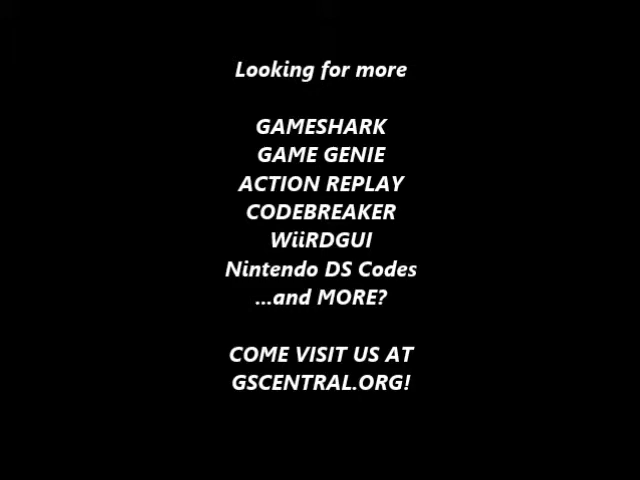 Looking for more
GAMESHARK
GAME GENIE
ACTION REPLAY
CODEBREAKER
WiiRDGUI
Nintendo DS Codes
...and MORE?
COME VISIT US AT
GSCENTRAL.ORG!